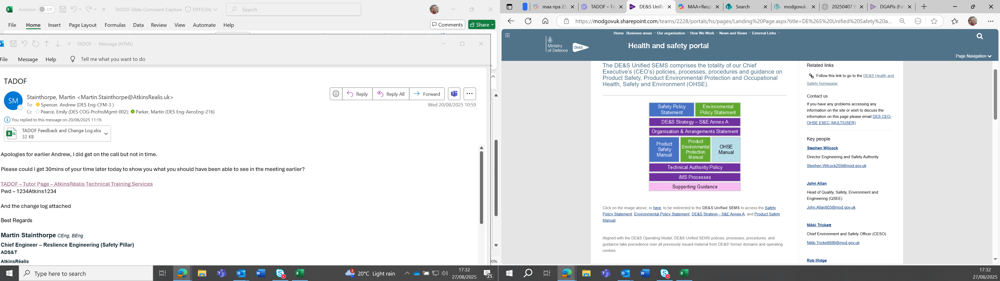 AutoSave Off TADOF-Slide-Comment-Capture OFFICIAL Search
File Home Insert Page Layout Formulas Data Review View Automate Help Comments Share
TADOF - Message (HTML)
File Message Help Tell me what you want to do
TADOF
SM
Stainthorpe, Martin <Martin.Stainthorpe@AtkinsRealis.uk>
Reply Reply All Forward
To Spencer, Andrew (DES Eng-CFM-3 )
Wed 20/08/2025 10:59
Cc Pearce, Emily (DES COG-ProfnsMgmt-002); Parker, Martin (DES Eng-AeroEng-216)
You replied to this message on 20/08/2025 11:19.
TADOF Feedback and Change Log.xlsx
32 KB
Apologies for earlier Andrew, I did get on the call but not in time.
Please could I get 30mins of your time later today to show you what you should have been able to see in the meeting earlier?
TADOF – Tutor Page – AtkinsRéalis Technical Training Services
Pwd – 1234Atkins1234
And the change log attached
Best Regards
Martin Stainthorpe CEng, BEng
Chief Engineer – Reslience Engineering (Safety Pillar)
ADS&T
AtkinsRéalis
Type here to search
2
20°C Light rain
17:32
27/08/2025
25
maa npa 25 TADOF – Tu DE&S Unifi MAA+Resp Search modgovuk. 20250407 9 DGAPIs (Fo
https://modgovuk.sharepoint.com/teams/2228/portals/hs/pages/Landing%20Page.aspx?title=DE%26S%20Unified%20Safety%20a...
Home Business areas Our organisation How We Work News and Views External Links
Ministry
of Defence
de&s
Health and safety portal
Page Navigation
The DE&S Unified SEMS comprises the totality of our Chief
Executive's (CEO's) policies, processes, procedures and guidance on
Product Safety, Product Environmental Protection and Occupational
Health, Safety and Environment (OHSE).
Safety Policy
Statement
Environmental
Policy Statement
DE&S Strategy – S&E Annex A
Organisation & Arrangements Statement
Product
Safety
Manual
Product
Environmental
Protection
Manual
OHSE
Manual
Technical Authority Policy
iMS Processes
Supporting Guidance
Click on the image above, or here, to be redirected to the DE&S Unified SEMS to access the Safety
Policy Statement, Environmental Policy Statement, DE&S Strategy - S&E Annex A, and Product Safety
Manual.
Aligned with the DE&S Operating Model, DE&S Unified SEMS policies, processes, procedures, and
guidance take precedence over all previously issued material from DE&S' former domains and operating
centres.
Related links
Follow this link to go to the DE&S Health and
Safety homepage.
Contact us
If you have any problems accessing any
information on the site or wish to discuss the
information on this page please email DES CEO-
OHSE EXEC (MULTIUSER).
Key people
Stephen Wilcock
Director Engineering and Safety Authority
Stephen.Wilcock259@mod.gov.uk
John Allan
Head of Quality, Safety, Environment and
Engineering (QSEE)
John.Allan803@mod.gov.uk
Nikki Trickett
Chief Environment and Safety Officer (CESO)
Nikki.Trickett886@mod.gov.uk
Rob Illidge
17:32
27/08/2025